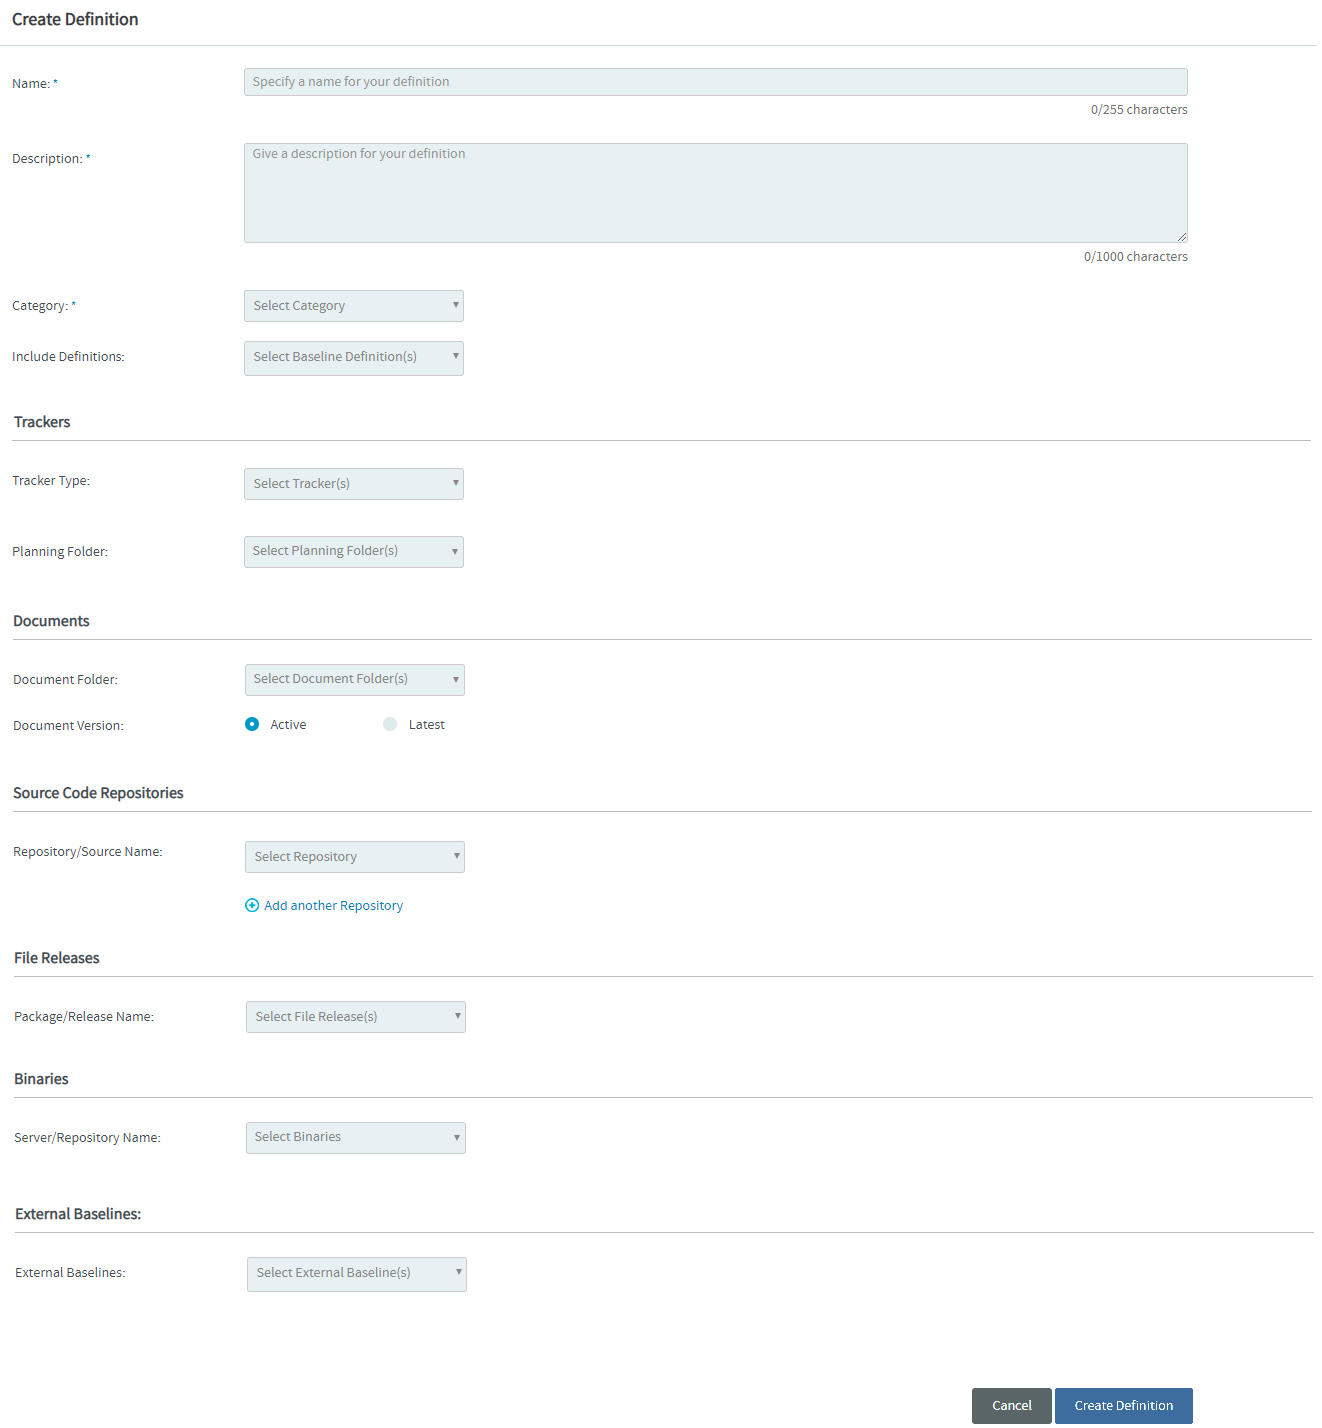 Create Definition
Name: *
Specify a name for your definition
0/255 characters
Description: *
Give a description for your definition
0/1000 characters
Category: *
Select Category
Include Definitions:
Select Baseline Definition(s)
Trackers
Tracker Type:
Select Tracker(s)
Planning Folder:
Select Planning Folder(s)
Documents
Document Folder:
Select Document Folder(s)
Document Version:
Active
Latest
Source Code Repositories
Repository/Source Name:
Select Repository
Add another Repository
File Releases
Package/Release Name:
Select File Release(s)
Binaries
Server/Repository Name:
Select Binaries
External Baselines:
External Baselines:
Select External Baseline(s)
Cancel
Create Definition